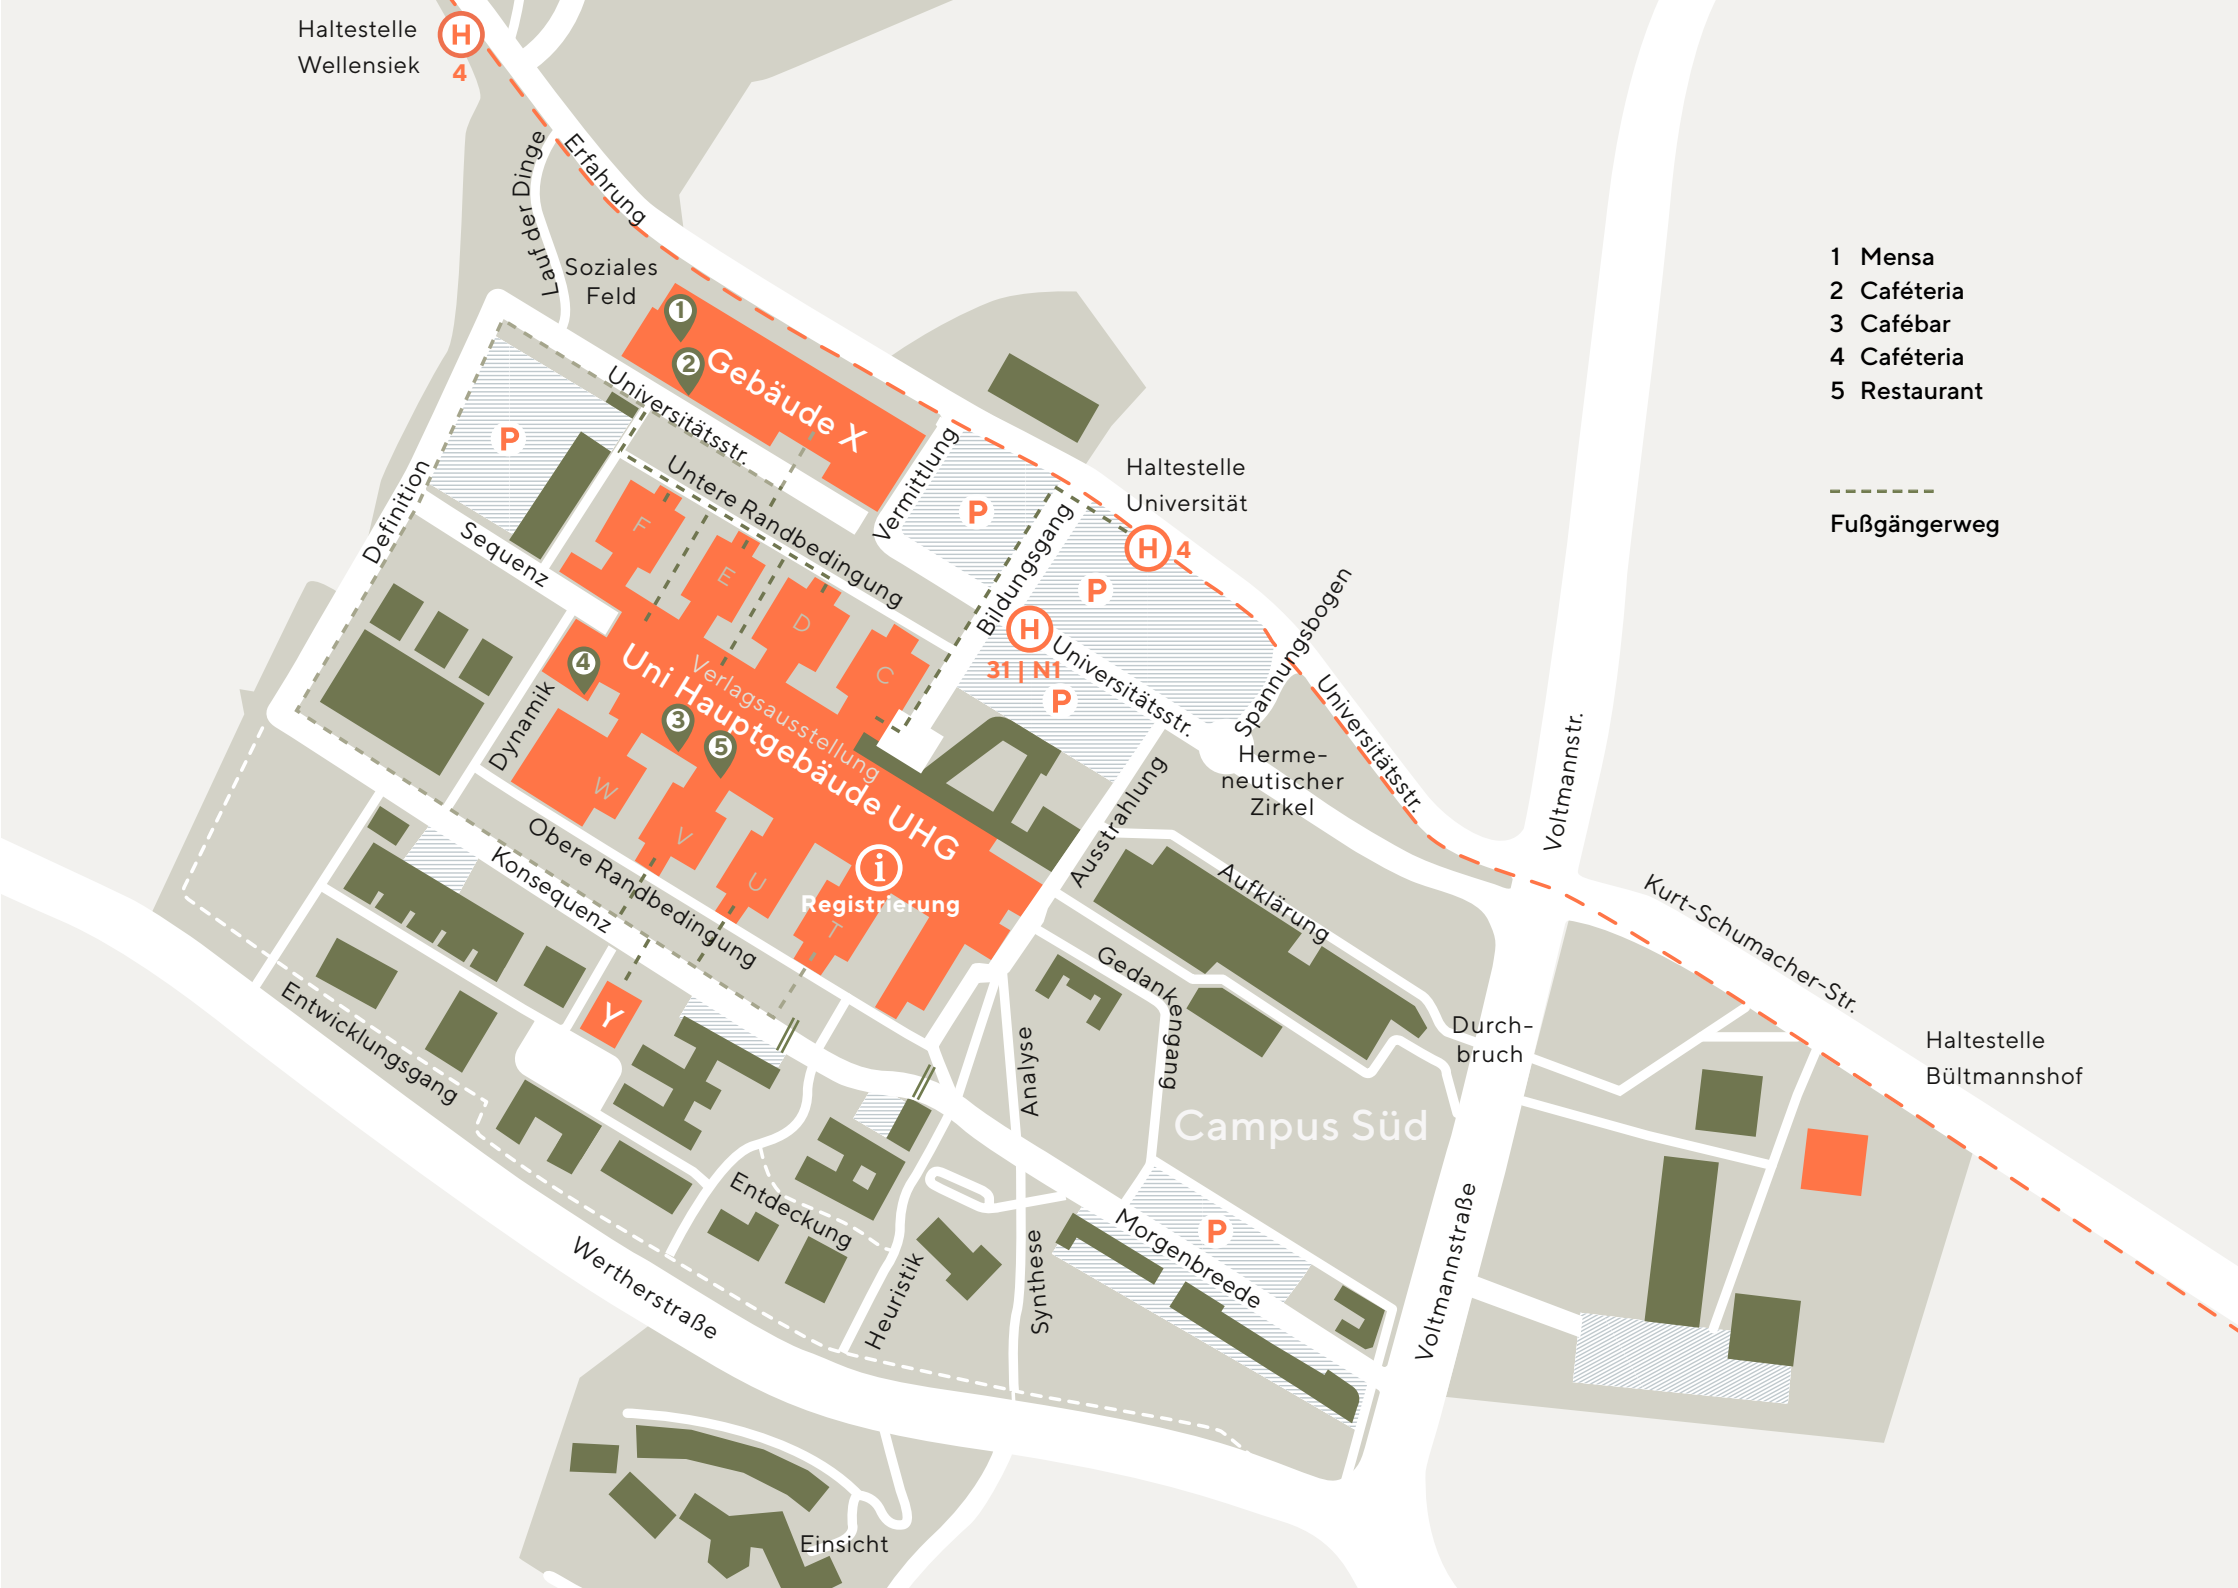 Haltestelle
Wellensiek
H
4
Lauf der Dinge
Erfahrung
Soziales
Feld
1 Mensa
2 Caféteria
3 Cafébar
4 Caféteria
5 Restaurant
Fußgängerweg
1
2
Gebäude X
Universitätsstr.
P
Definition
Sequenz
Untere Randbedingung
Vermittlung
P
Bildungsgang
Haltestelle
Universität
H 4
P
H
31 | N1
P
Universitätsstr.
Spannungsbogen
Universitätsstr.
Herme-
neutischer
Zirkel
Voltmannstr.
F
E
D
C
4
3
5
Uni Hauptgebäude UHG
Verlagsausstellung
i
Registrierung
W
V
U
T
Dynamik
Obere Randbedingung
Konsequenz
Ausstrahlung
Aufklärung
Gedankengang
Kurt-Schumacher-Str.
Durch-
bruch
Haltestelle
Bültmannshof
Y
Entwicklungsgang
Analyse
Campus Süd
Entdeckung
Morgenbreede
P
Voltmannstraße
Wertherstraße
Heuristik
Synthese
Einsicht